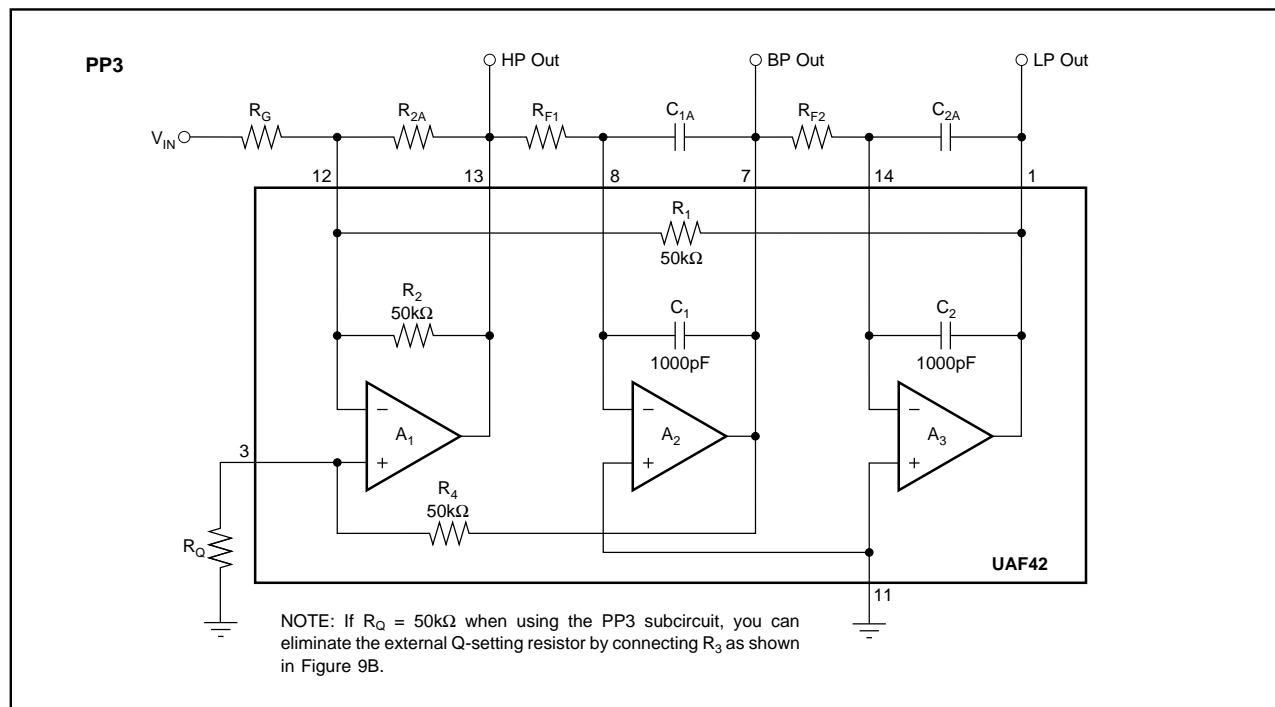 PP3
HP Out
BP Out
LP Out
V_IN
R_G
R_2A
R_F1
C_1A
R_F2
C_2A
12
13
8
7
14
1
R_1
50kΩ
R_2
50kΩ
C_1
1000pF
C_2
1000pF
–
A_1
+
–
A_2
+
–
A_3
+
3
R_4
50kΩ
R_Q
UAF42
11
NOTE: If R_Q = 50kΩ when using the PP3 subcircuit, you can
eliminate the external Q-setting resistor by connecting R_3 as shown
in Figure 9B.